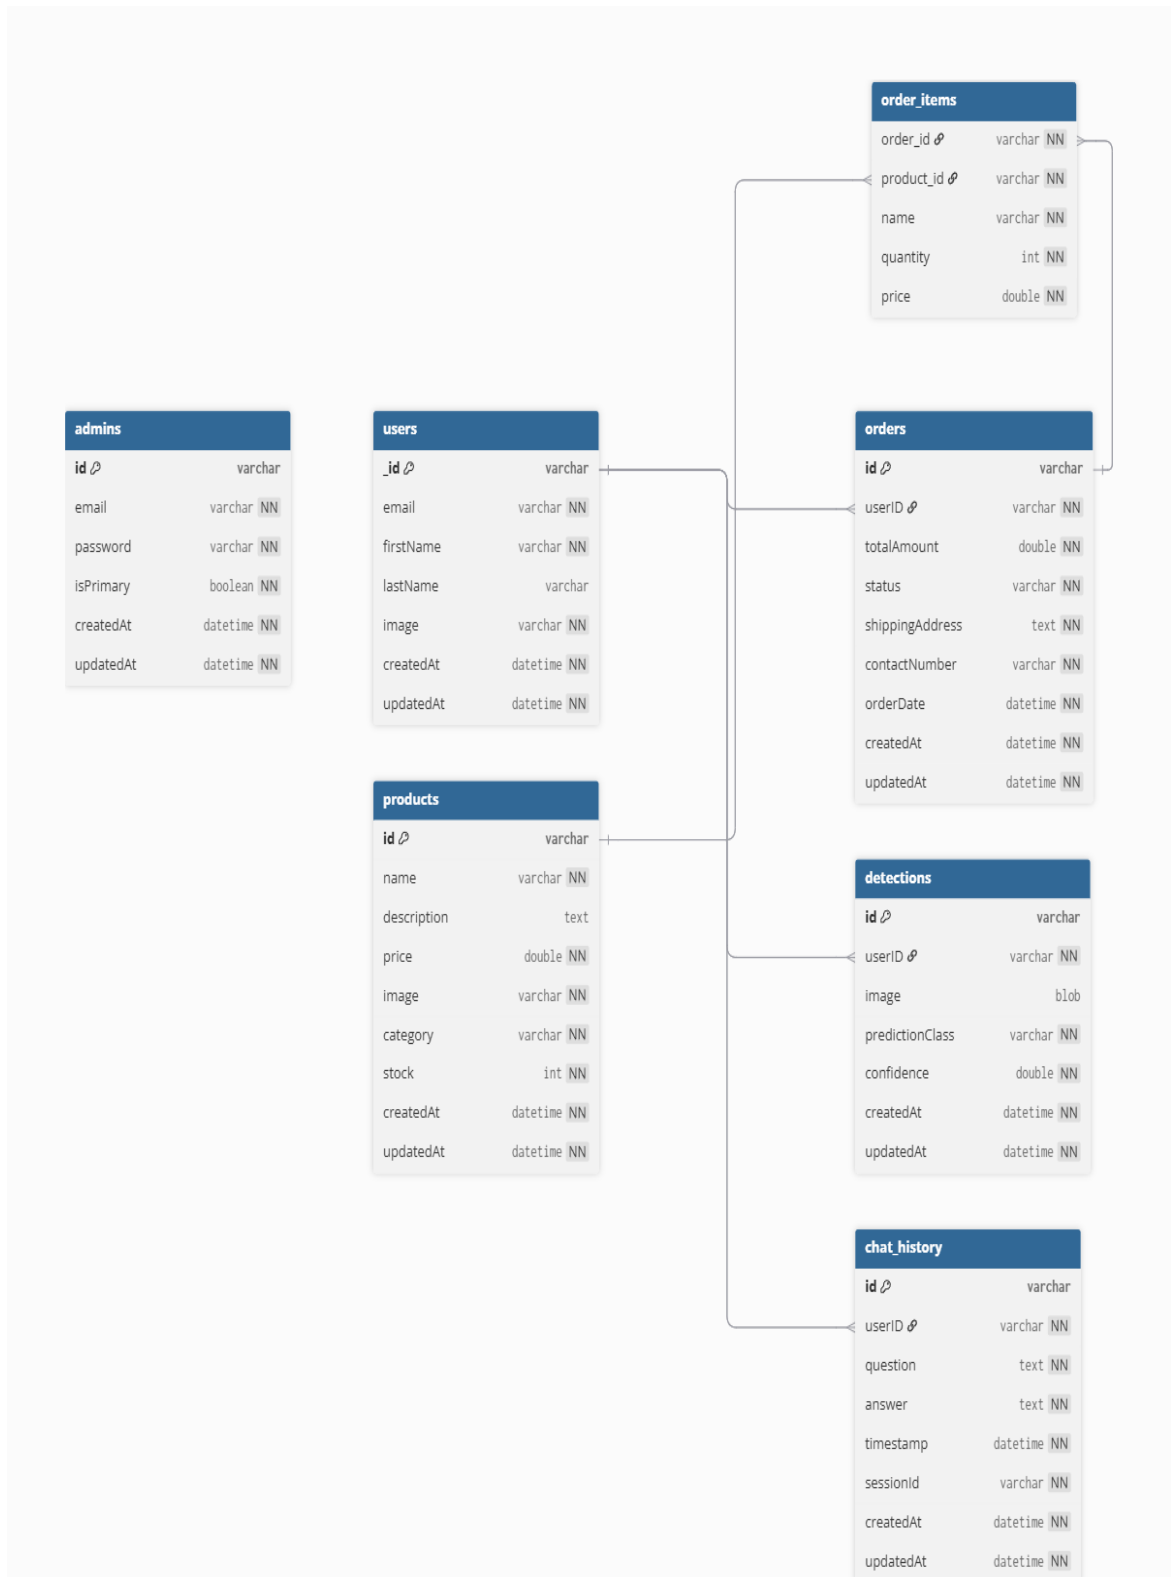 order_items
order_id varchar NN
product_id varchar NN
name varchar NN
quantity int NN
price double NN
admins
id varchar
email varchar NN
password varchar NN
isPrimary boolean NN
createdAt datetime NN
updatedAt datetime NN
users
_id varchar
email varchar NN
firstName varchar NN
lastName varchar
image varchar NN
createdAt datetime NN
updatedAt datetime NN
orders
id varchar
userID varchar NN
totalAmount double NN
status varchar NN
shippingAddress text NN
contactNumber varchar NN
orderDate datetime NN
createdAt datetime NN
updatedAt datetime NN
products
id varchar
name varchar NN
description text
price double NN
image varchar NN
category varchar NN
stock int NN
createdAt datetime NN
updatedAt datetime NN
detections
id varchar
userID varchar NN
image blob
predictionClass varchar NN
confidence double NN
createdAt datetime NN
updatedAt datetime NN
chat_history
id varchar
userID varchar NN
question text NN
answer text NN
timestamp datetime NN
sessionId varchar NN
createdAt datetime NN
updatedAt datetime NN